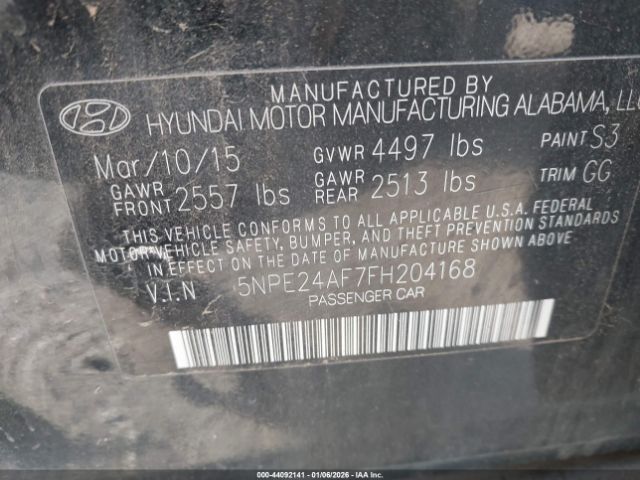 MANUFACTURED BY
HYUNDAI MOTOR MANUFACTURING ALABAMA, LL
Mar/10/15 GVWR 4497 lbs PAINT S3
GAWR FRONT 2557 lbs GAWR REAR 2513 lbs TRIM GG
THIS VEHICLE CONFORMS TO ALL APPLICABLE U.S.A. FEDERAL
MOTOR VEHICLE SAFETY, BUMPER, AND THEFT PREVENTION STANDARDS
IN EFFECT ON THE DATE OF MANUFACTURE SHOWN ABOVE.
V.I.N 5NPE24AF7FH204168
PASSENGER CAR
0-44092141 | 01/06/2026 | IAA Inc.